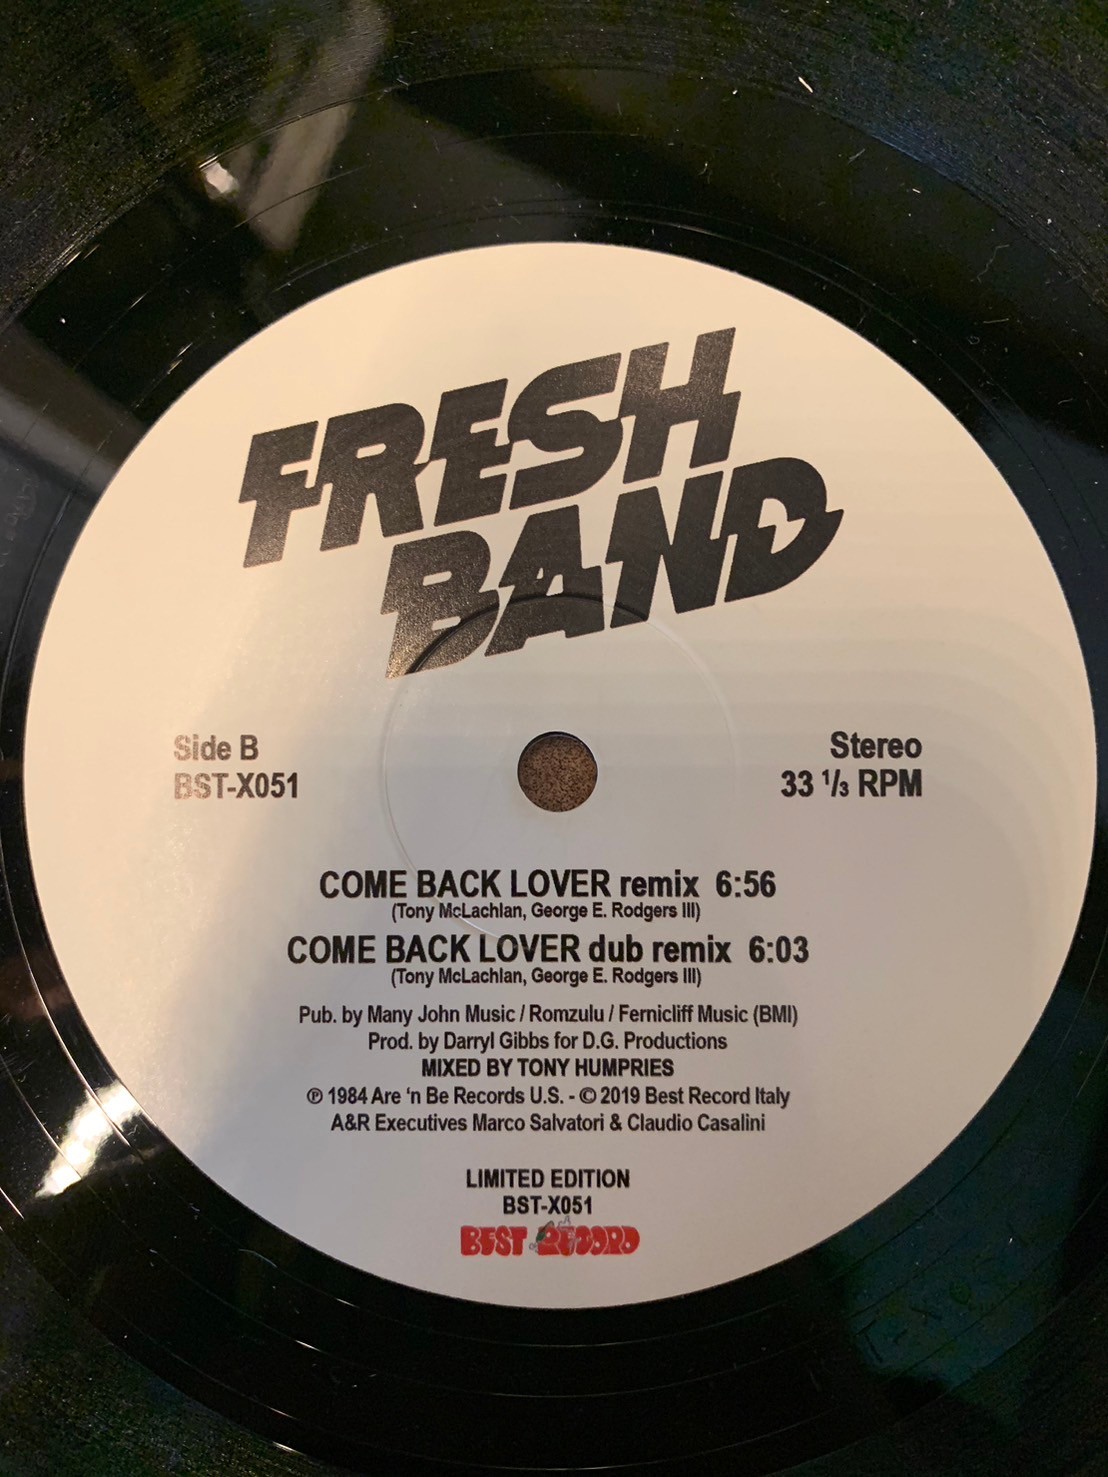 FRESH
BAND
Side B
BST-X051
Stereo
33 1/3 RPM
COME BACK LOVER remix 6:56
(Tony McLachlan, George E. Rodgers III)
COME BACK LOVER dub remix 6:03
(Tony McLachlan, George E. Rodgers III)
Pub. by Many John Music / Romzulu / Fernicliff Music (BMI)
Prod. by Darryl Gibbs for D.G. Productions
MIXED BY TONY HUMPRIES
℗ 1984 Are ‘n Be Records U.S. - © 2019 Best Record Italy
A&R Executives Marco Salvatori & Claudio Casalini
LIMITED EDITION
BST-X051
BEST RECORD